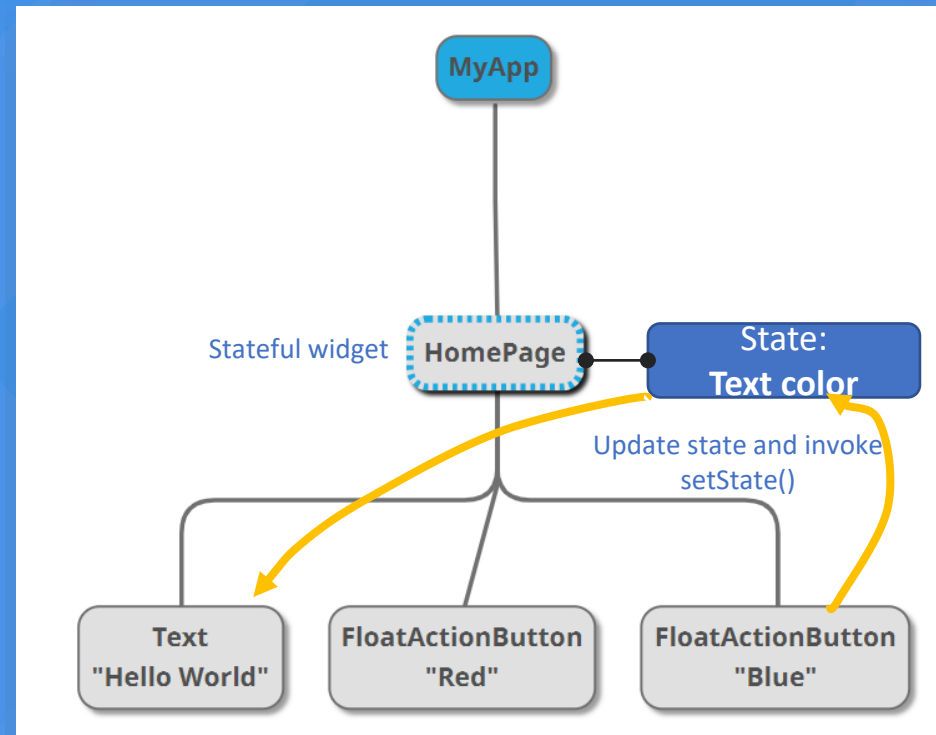 MyApp
Stateful widget
HomePage
State:
Text color
Update state and invoke
setState()
Text
"Hello World"
FloatActionButton
"Red"
FloatActionButton
"Blue"